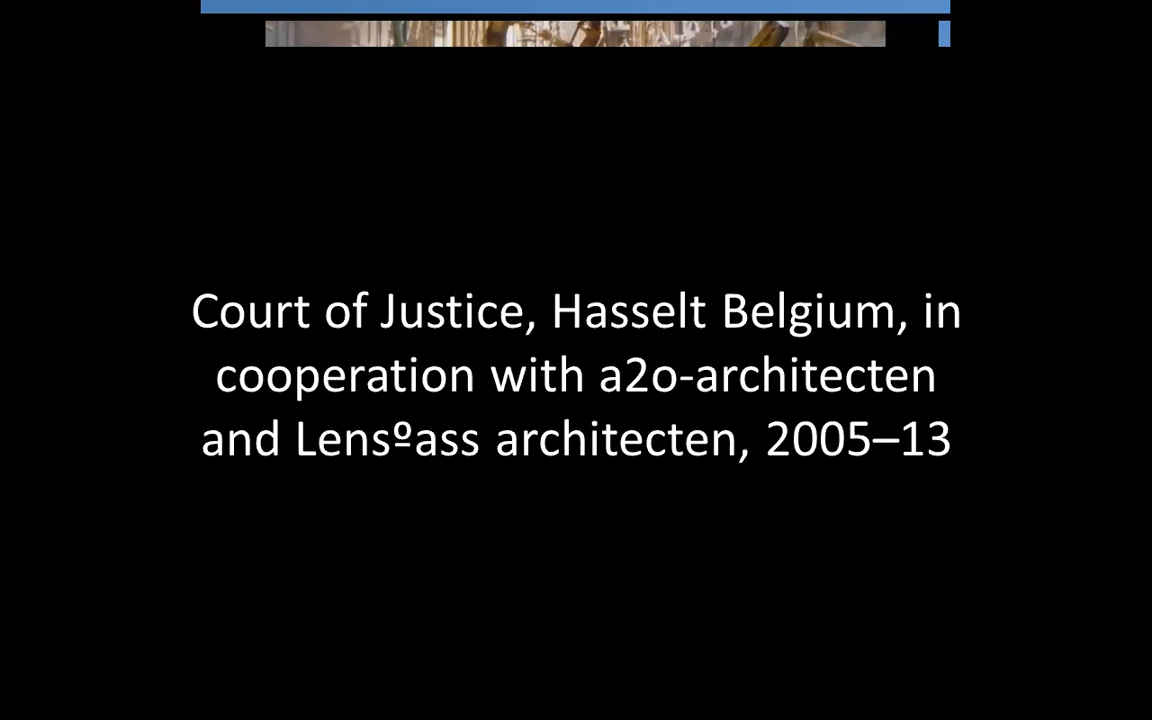 Court of Justice, Hasselt Belgium, in
cooperation with a2o-architecten
and Lensºass architecten, 2005–13